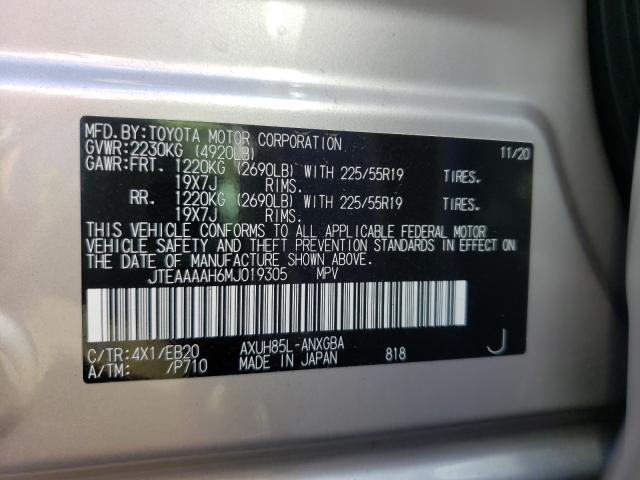 MFD.BY:TOYOTA MOTOR CORPORATION 11/20
GVWR:2230KG (4920LB)
GAWR:FRT. 1220KG (2690LB) WITH 225/55R19 TIRES.
19X7J RIMS.
RR. 1220KG (2690LB) WITH 225/55R19 TIRES.
19X7J RIMS.
THIS VEHICLE CONFORMS TO ALL APPLICABLE FEDERAL MOTOR
VEHICLE SAFETY AND THEFT PREVENTION STANDARDS IN EFFECT ON
THE DATE OF MANUFACTURE SHOWN ABOVE.
JTEAAAAH6MJ019305 MPV
C/TR:4X1/EB20 AXUH85L-ANXGBA
A/TM: /P710 MADE IN JAPAN 818 J